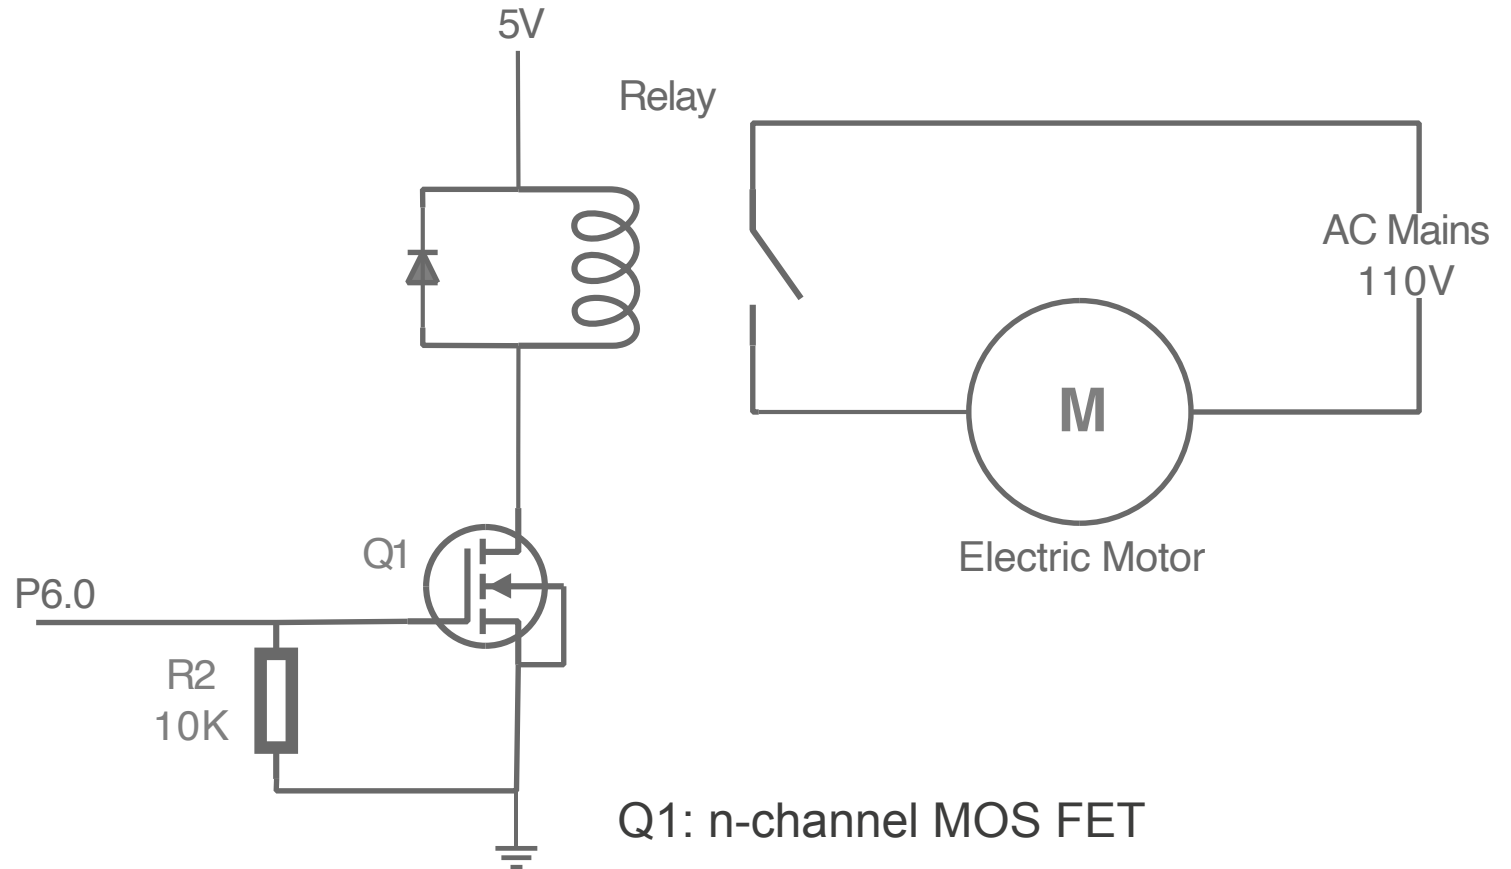 5V
Relay
AC Mains
110V
M
Electric Motor
Q1
P6.0
R2
10K
Q1: n-channel MOS FET